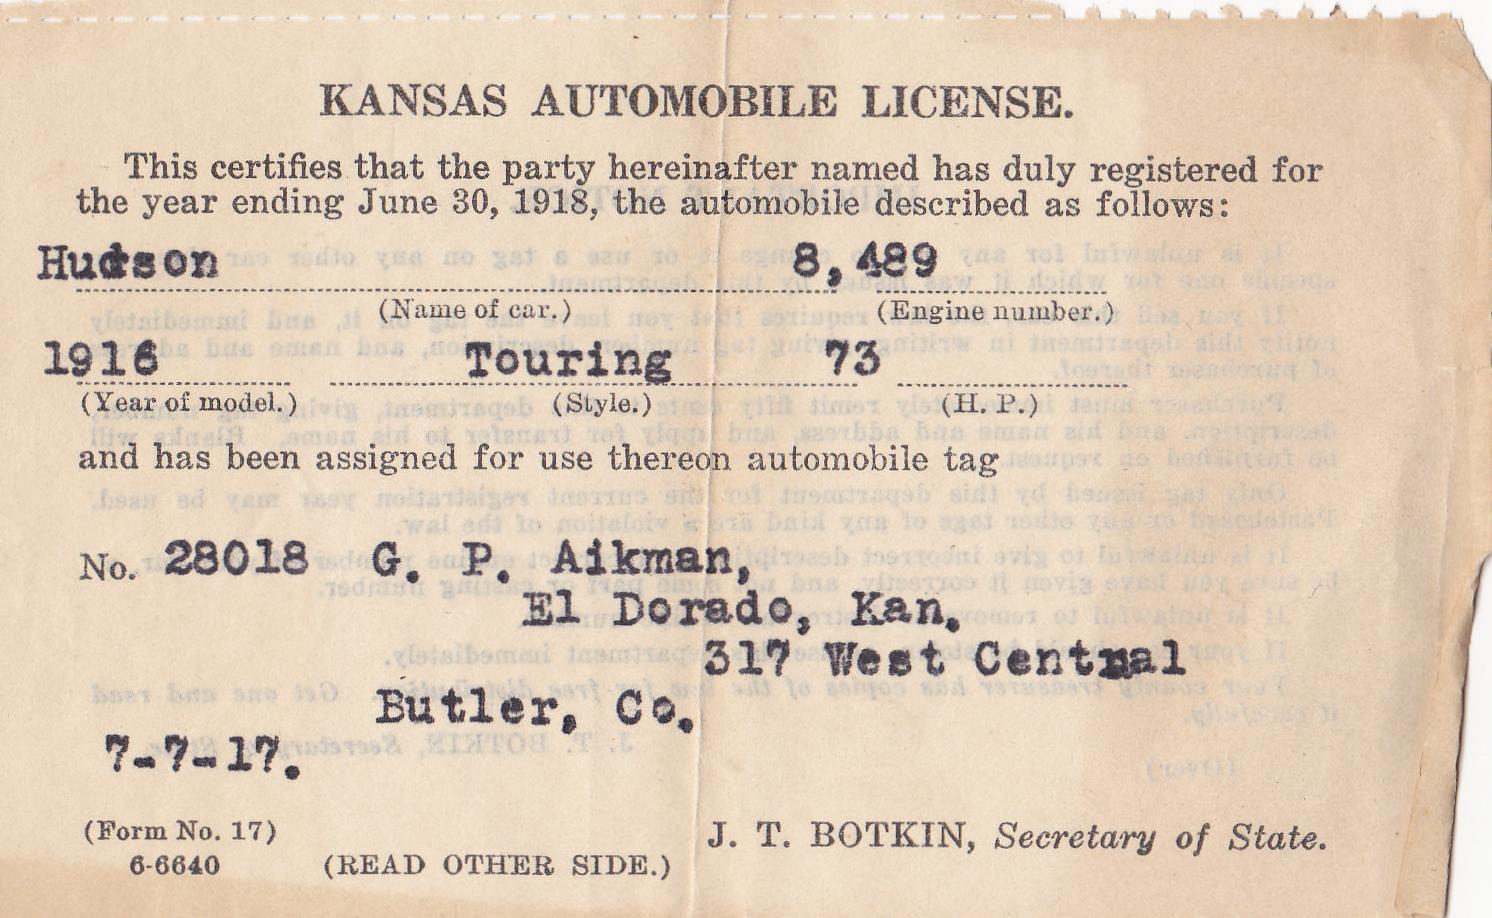 KANSAS AUTOMOBILE LICENSE.
This certifies that the party hereinafter named has duly registered for
the year ending June 30, 1918, the automobile described as follows:
Hudson 8,489
(Name of car.) (Engine number.)
1916 Touring 73
(Year of model.) (Style.) (H. P.)
and has been assigned for use thereon automobile tag
No. 28018 G. P. Aikman,
El Dorado, Kan.
317 West Central
Butler, Co.
7-7-17.
(Form No. 17)
J. T. BOTKIN, Secretary of State.
6-6640 (READ OTHER SIDE.)